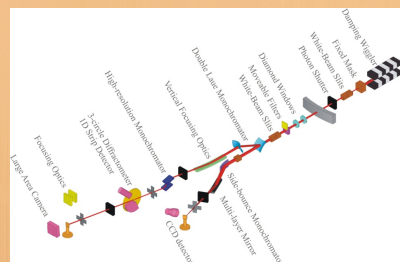 Damping Wiggler
Fixed Mask
White-Beam Slits
Photon Shutter
Diamond Windows
Moveable Filters
White-Beam Slits
Double Laue Monochromator
Vertical Focusing Optics
High-resolution Monochromator
3-circle Diffractometer
1D Strip Detector
Focusing Optics
Large Area Camera
Side-bounce Monochromator
Multi-layer Mirror
CCD detector